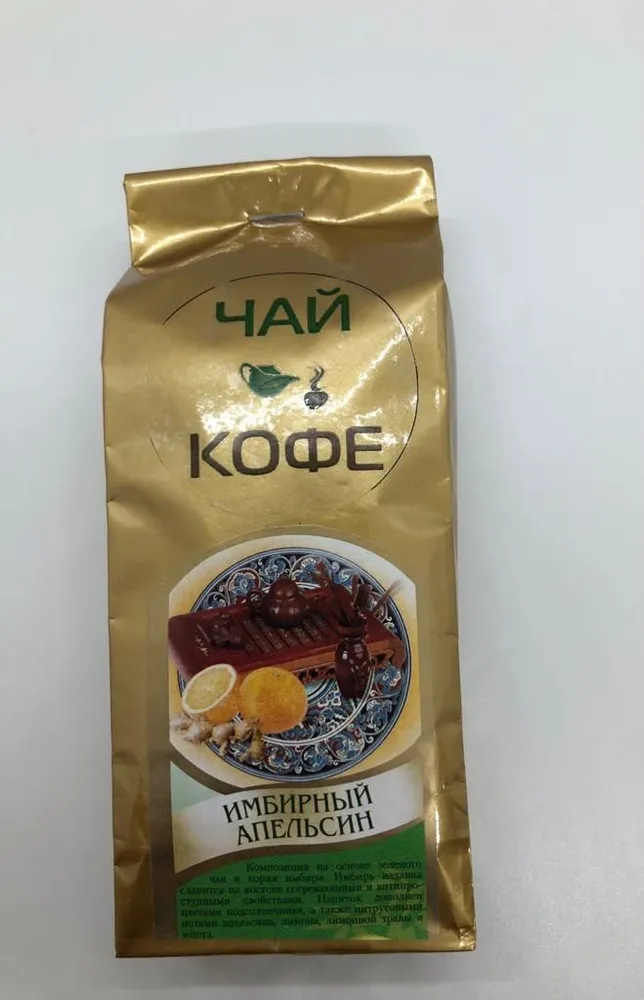 ЧАЙ
КОФЕ
ИМБИРНЫЙ
АПЕЛЬСИН
Композиция на основе зеленого
чая и корня имбиря. Имбирь издавна
славится на востоке согревающими и антипро-
студными свойствами. Напиток дополнен
цветами подсолнечника, а также цитрусовыми
нотами апельсина, лимона, лимонной травы и
мирта.